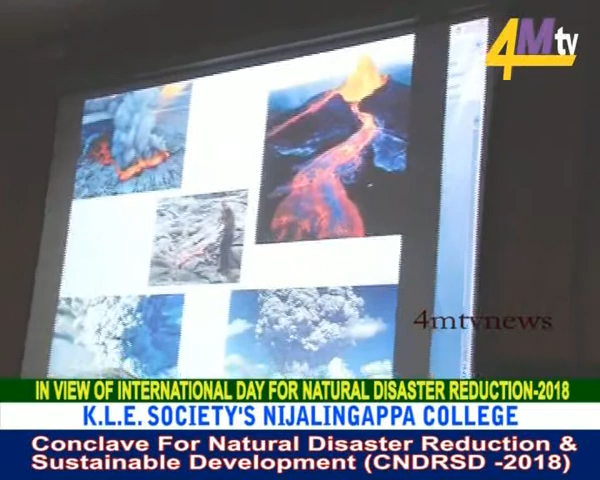 4Mtv
4mtvnews
IN VIEW OF INTERNATIONAL DAY FOR NATURAL DISASTER REDUCTION-2018
K.L.E. SOCIETY'S NIJALINGAPPA COLLEGE
Conclave For Natural Disaster Reduction &
Sustainable Development (CNDRSD -2018)